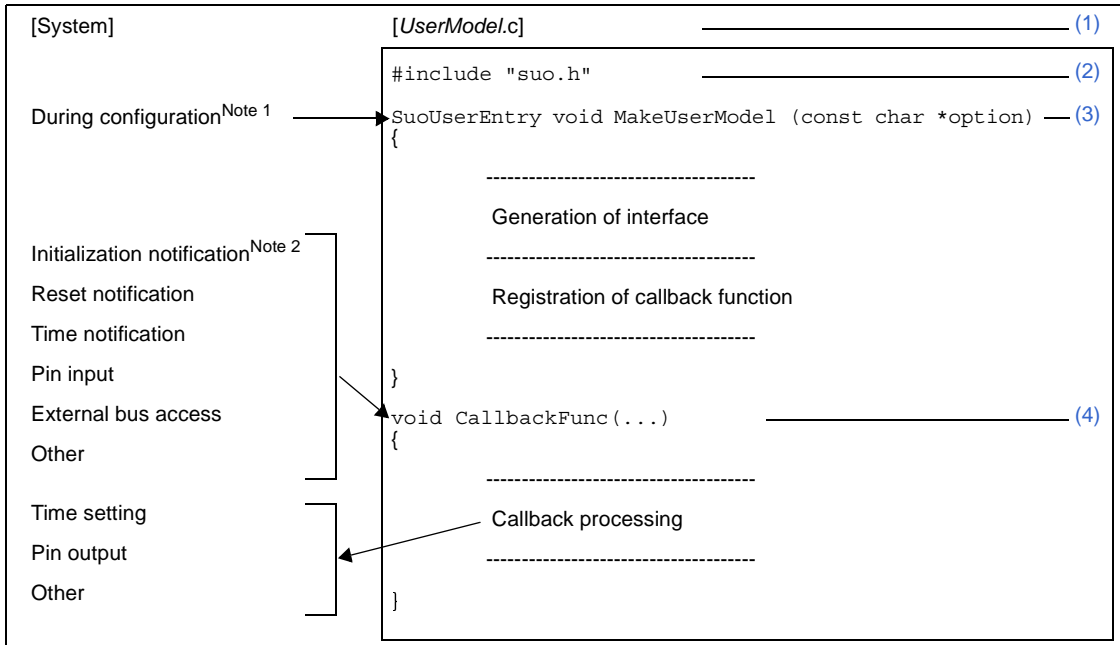 [System] [UserModel.c] (1)
#include "suo.h" (2)
During configurationNote 1 SuoUserEntry void MakeUserModel (const char *option) (3)
{
---------------------------------------
Generation of interface
Initialization notificationNote 2
---------------------------------------
Reset notification Registration of callback function
Time notification ---------------------------------------
Pin input }
External bus access void CallbackFunc(...) (4)
{
Other
---------------------------------------
Time setting Callback processing
Pin output ---------------------------------------
Other }